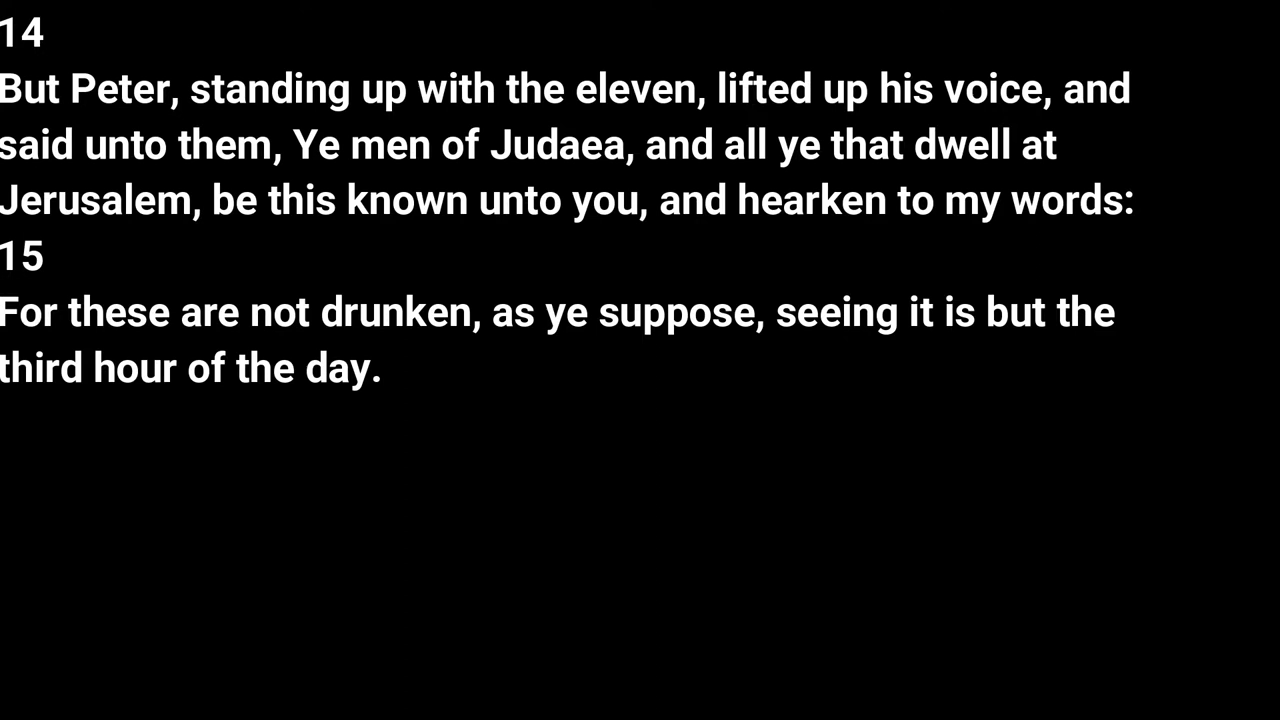 14
But Peter, standing up with the eleven, lifted up his voice, and
said unto them, Ye men of Judaea, and all ye that dwell at
Jerusalem, be this known unto you, and hearken to my words:
15
For these are not drunken, as ye suppose, seeing it is but the
third hour of the day.